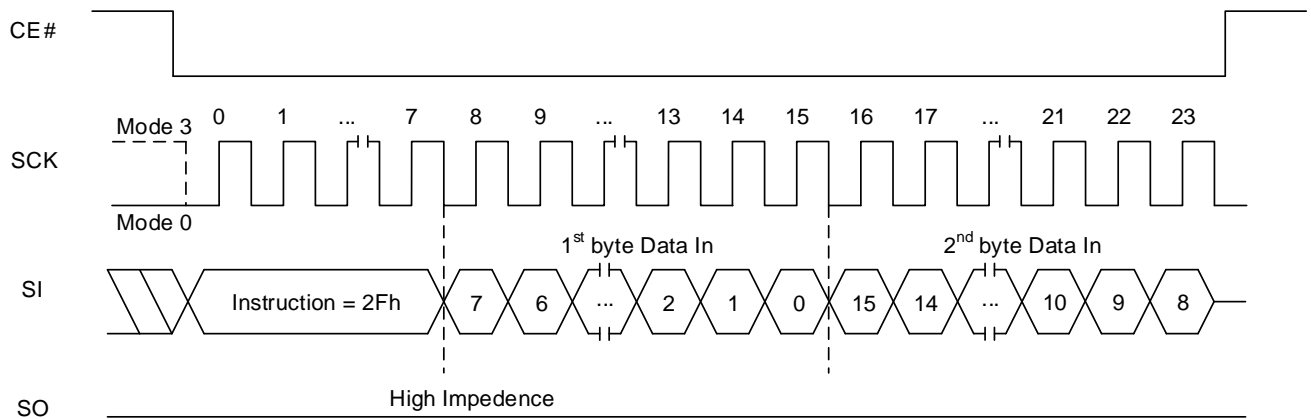 CE#
0 1 ... 7 8 9 ... 13 14 15 16 17 ... 21 22 23
Mode 3
SCK
Mode 0
1st byte Data In 2nd byte Data In
SI
Instruction = 2Fh 7 6 ... 2 1 0 15 14 ... 10 9 8
High Impedence
SO